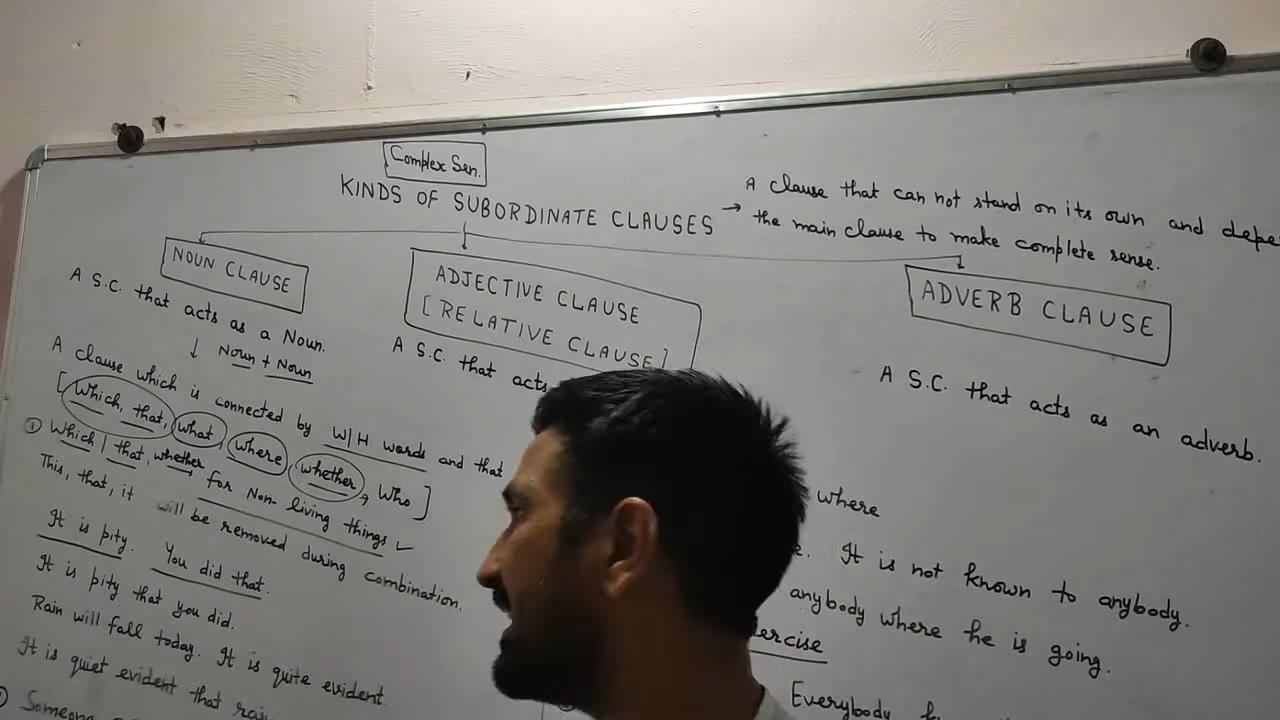 Complex Sen.
KINDS OF SUBORDINATE CLAUSES → A clause that can not stand on its own and depe
the main clause to make complete sense.
NOUN CLAUSE
A S.C. that acts as a Noun.
↓ Noun + Noun
A clause which is connected by W/H words and that
[Which, that, what, where, whether, Who]
① Which / that, whether for Non-living things ✓
This, that, it will be removed during combination.
It is pity. You did that.
It is pity that you did.
Rain will fall today. It is quite evident.
It is quiet evident that rain
Someone
ADJECTIVE CLAUSE
[RELATIVE CLAUSE]
A S.C. that acts
ADVERB CLAUSE
A S.C. that acts as an adverb.
where
It is not known to anybody.
anybody where he is going.
ercise
Everybody